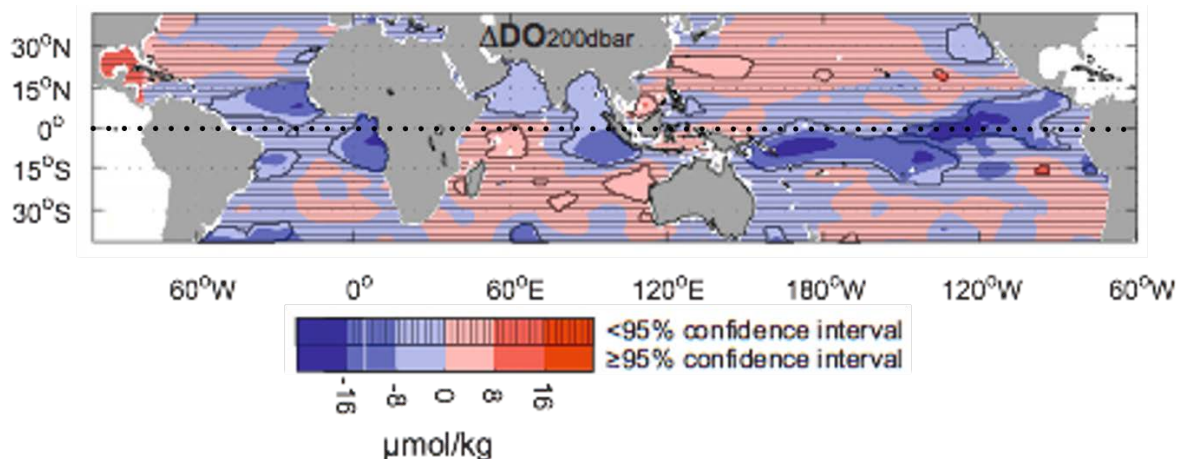 ΔDO200dbar
30°N
15°N
0°
15°S
30°S
60°W 0° 60°E 120°E 180°W 120°W 60°W
<95% confidence interval
≥95% confidence interval
-16 -8 0 8 16
μmol/kg